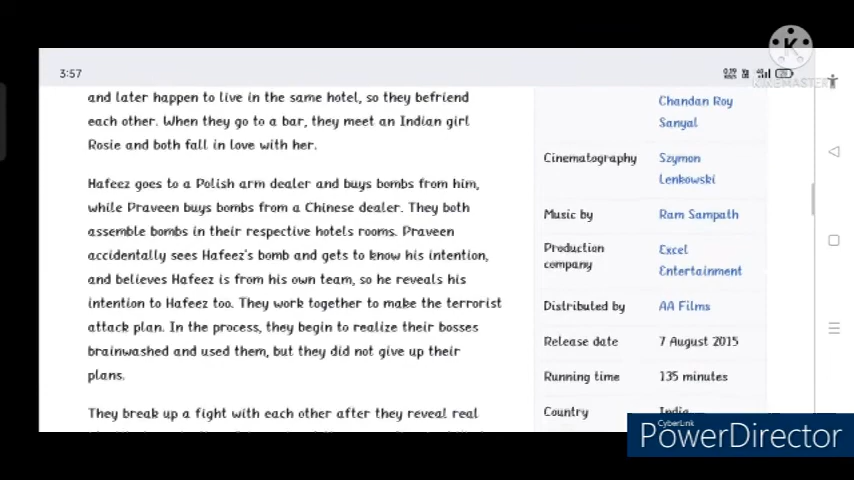 3:57
and later happen to live in the same hotel, so they befriend
each other. When they go to a bar, they meet an Indian girl
Rosie and both fall in love with her.
Hafeez goes to a Polish arm dealer and buys bombs from him,
while Praveen buys bombs from a Chinese dealer. They both
assemble bombs in their respective hotels rooms. Praveen
accidentally sees Hafeez's bomb and gets to know his intention,
and believes Hafeez is from his own team, so he reveals his
intention to Hafeez too. They work together to make the terrorist
attack plan. In the process, they begin to realize their bosses
brainwashed and used them, but they did not give up their
plans.
They break up a fight with each other after they reveal real
Chandan Roy
Sanyal
Cinematography
Szymon
Lenkowski
Music by
Ram Sampath
Production
company
Excel
Entertainment
Distributed by
AA Films
Release date
7 August 2015
Running time
135 minutes
Country
India
KINEMASTER
CyberLink
PowerDirector